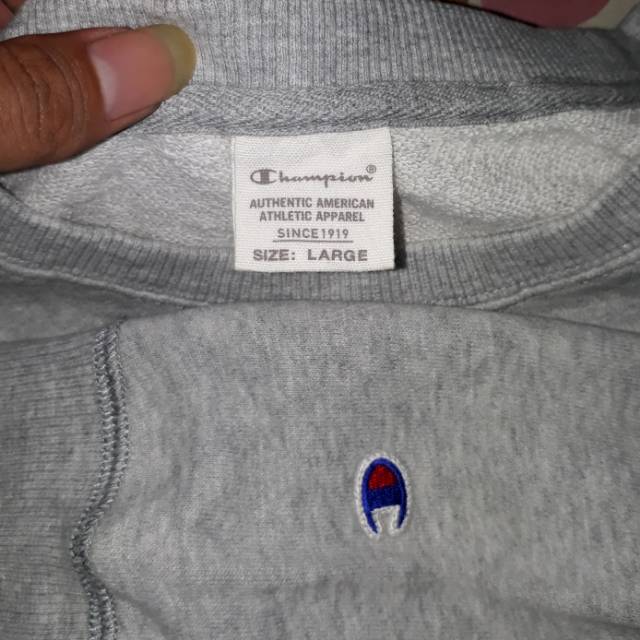 Champion®
AUTHENTIC AMERICAN
ATHLETIC APPAREL
SINCE 1919
SIZE: LARGE